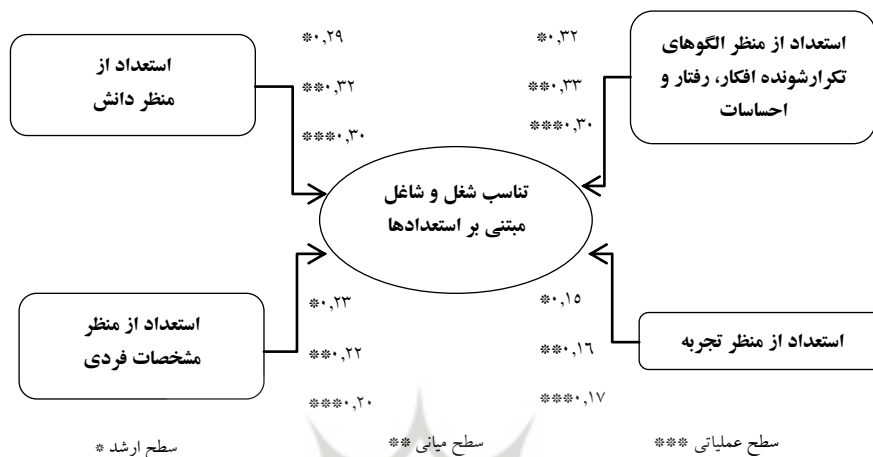 استعداد از منظر الگوهای
تکرارشونده افکار، رفتار و
احساسات
*۰,۳۲
**۰,۳۳
***۰,۳۰
*۰,۲۹
**۰,۳۲
***۰,۳۰
استعداد از
منظر دانش
تناسب شغل و شاغل
مبتنی بر استعدادها
استعداد از منظر تجربه
*۰,۱۵
**۰,۱۶
***۰,۱۷
*۰,۲۳
**۰,۲۲
***۰,۲۰
استعداد از منظر
مشخصات فردی
سطح عملیاتی ***
سطح میانی **
سطح ارشد *